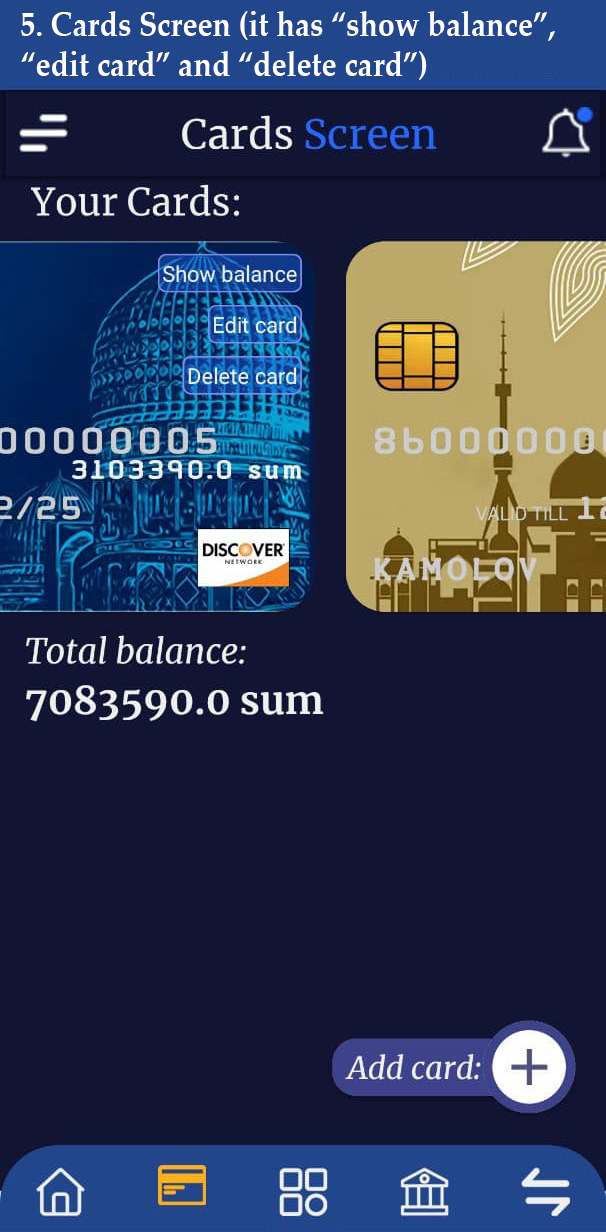 5. Cards Screen (it has “show balance”,
“edit card” and “delete card”)
Cards Screen
Your Cards:
Show balance
Edit card
Delete card
00000005
3103390.0 sum
2/25
DISCOVER
NETWORK
8600000
VALID TILL 12
KAMOLOV
Total balance:
7083590.0 sum
Add card: